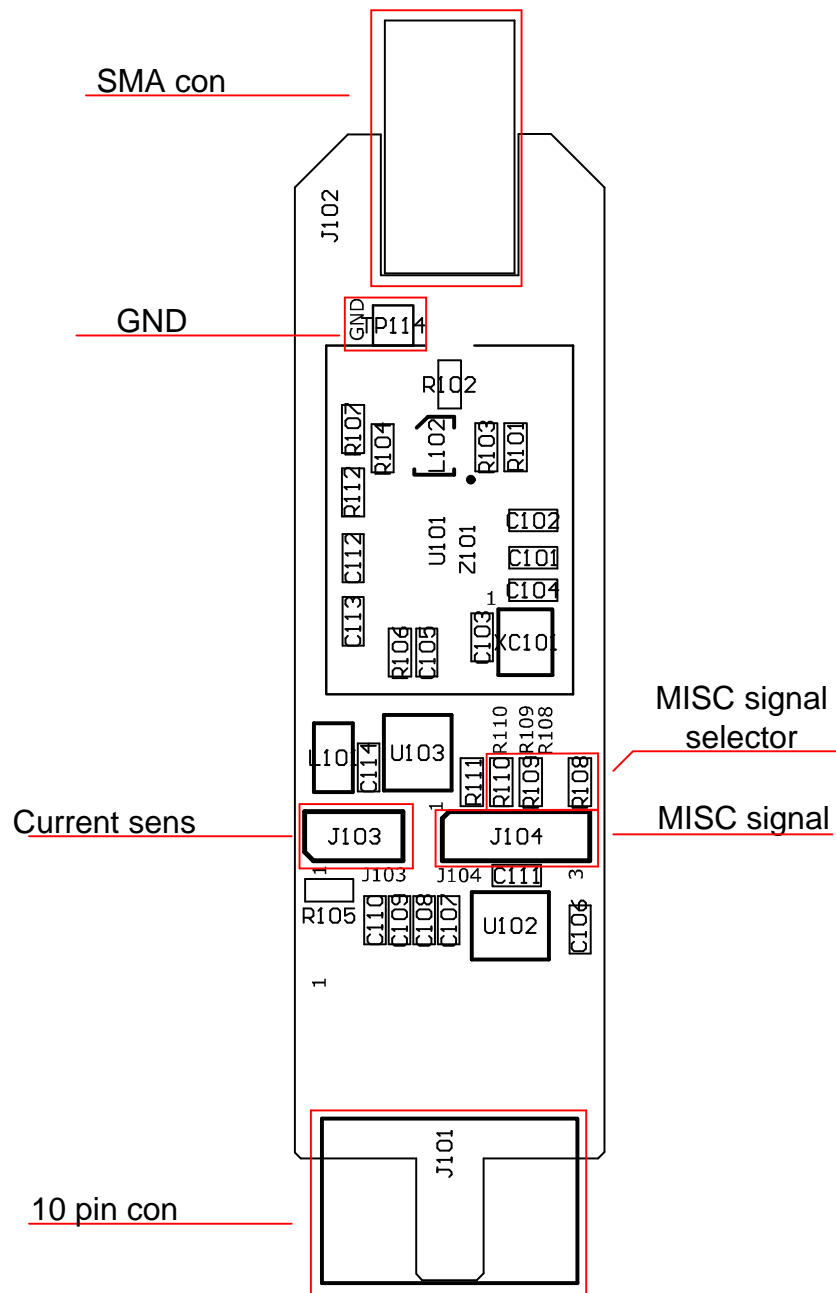 SMA con
J102
GND
GND
TP114
R102
R107
R104
L102
R103
R101
R112
C102
U101
Z101
C112
C101
C104
1
C113
R106
C105
C103
XC101
MISC signal
selector
R110
R109
R108
L101
C114
U103
R111
R110
R109
R108
1
Current sens
J103
J104
MISC signal
1
J103
J104
C111
3
R105
C110
C109
C108
C107
U102
C106
1
J101
10 pin con